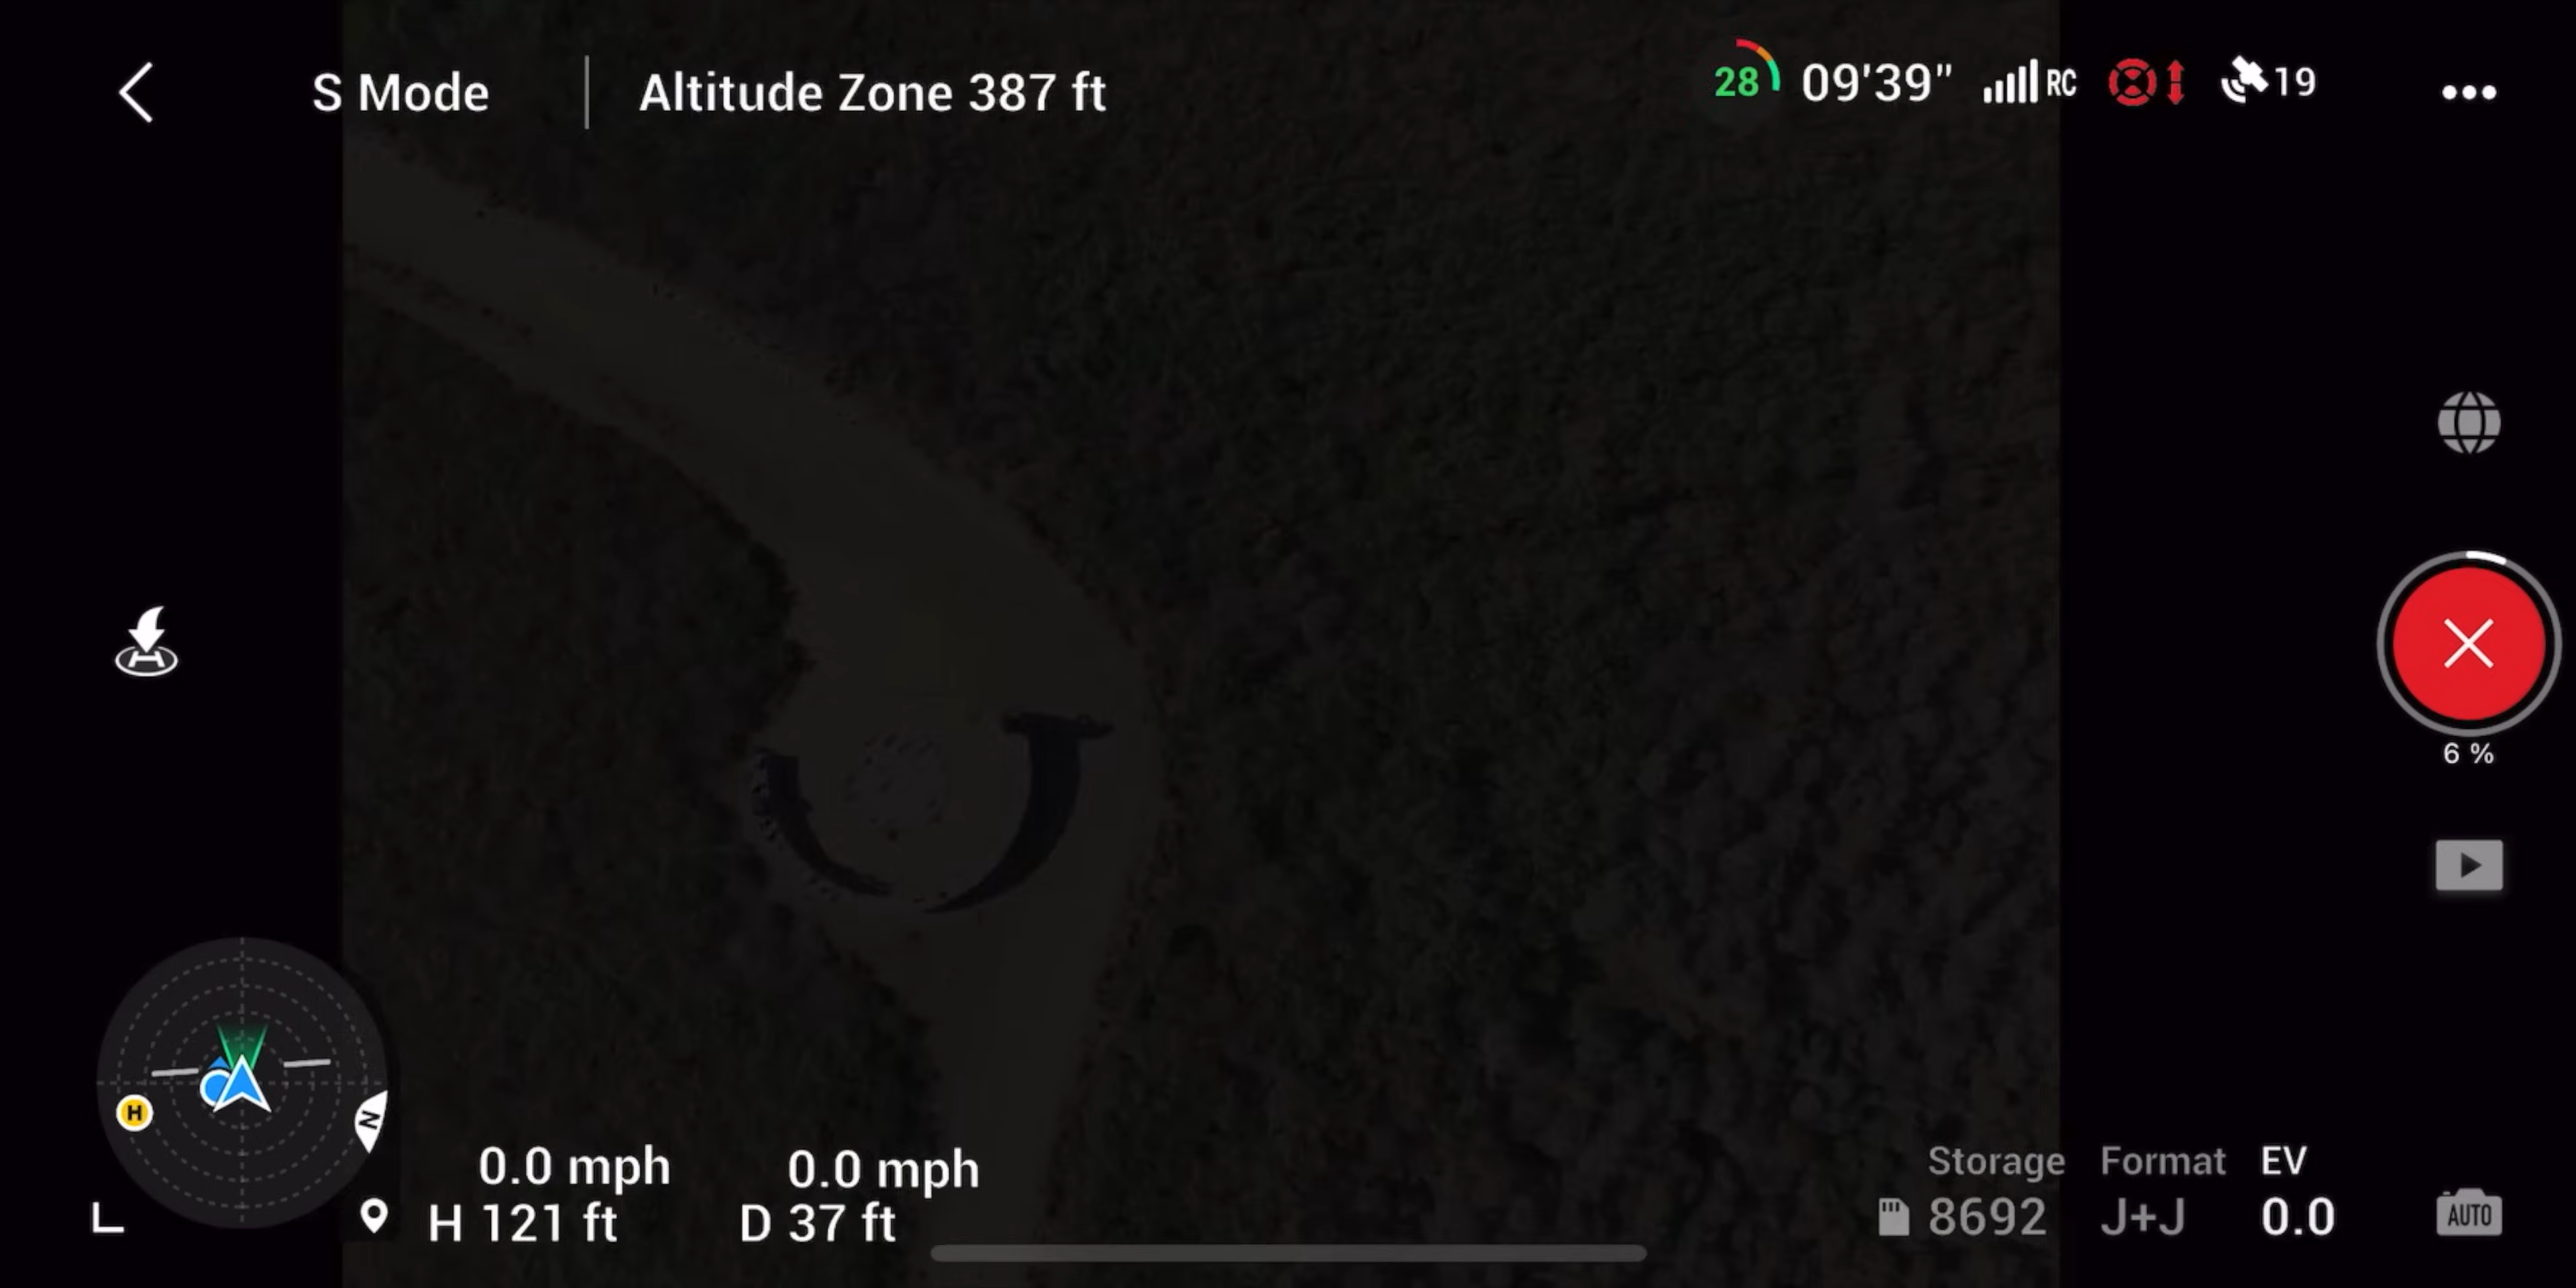 S Mode
Altitude Zone 387 ft
28
09'39"
RC
19
6 %
H
N
0.0 mph
0.0 mph
H 121 ft
D 37 ft
Storage
Format
EV
8692
J+J
0.0
AUTO